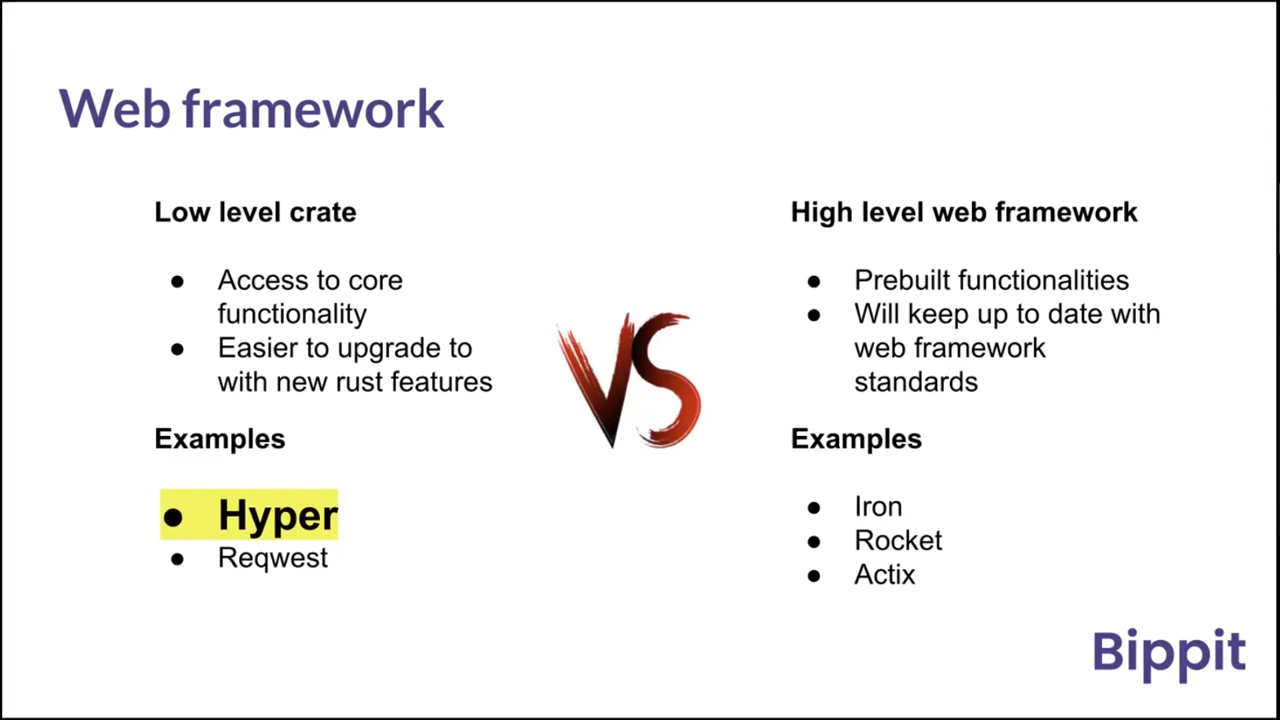 Web framework
Low level crate
● Access to core
functionality
● Easier to upgrade to
with new rust features
Examples
● Hyper
● Reqwest
VS
High level web framework
● Prebuilt functionalities
● Will keep up to date with
web framework
standards
Examples
● Iron
● Rocket
● Actix
Bippit